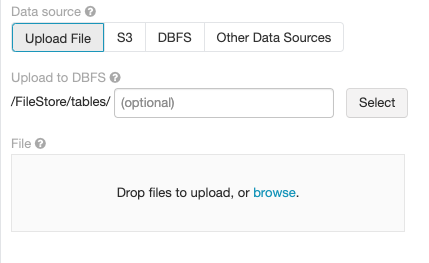 Data source ?
Upload File S3 DBFS Other Data Sources
Upload to DBFS ?
/FileStore/tables/ (optional) Select
File ?
Drop files to upload, or browse.